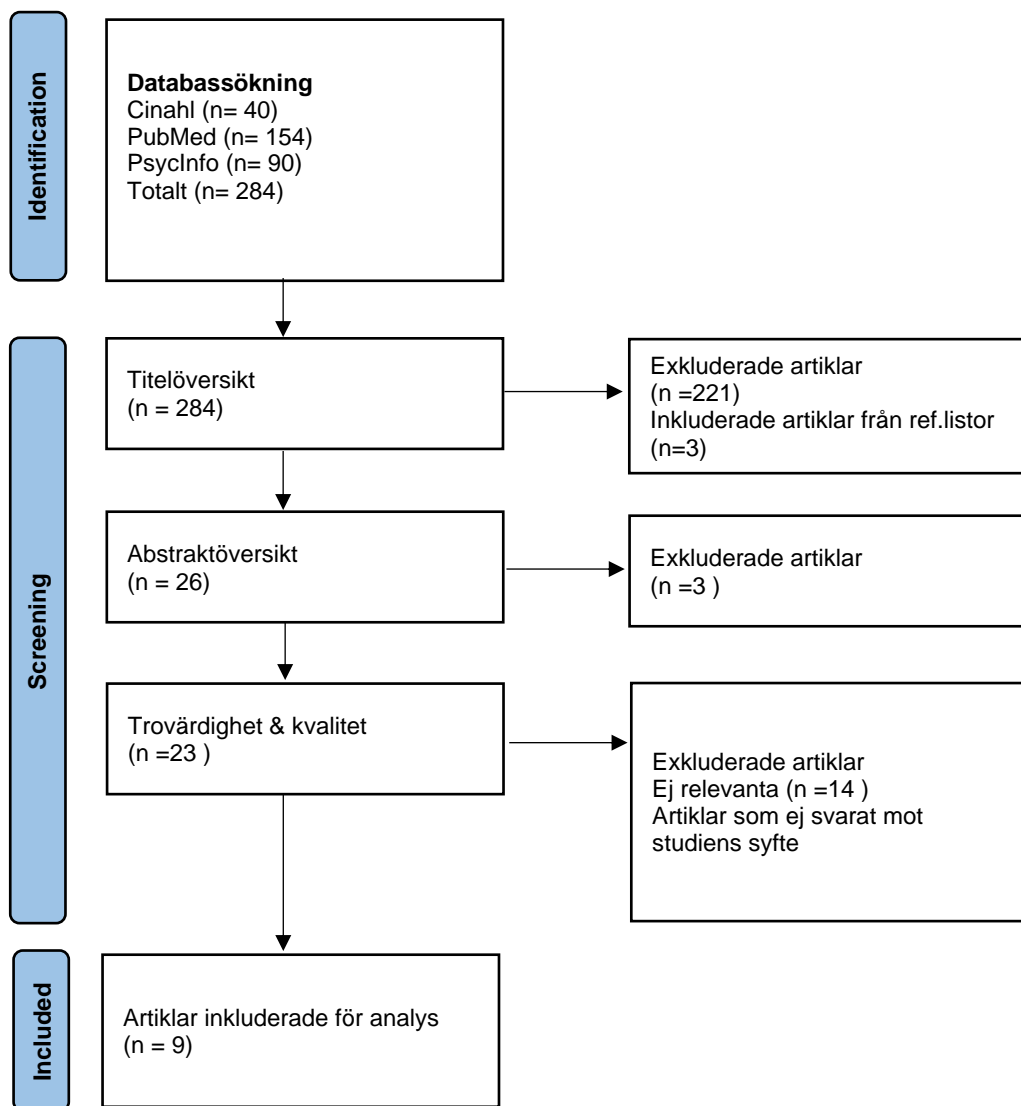 Identification
Databassökning
Cinahl (n= 40)
PubMed (n= 154)
PsycInfo (n= 90)
Totalt (n= 284)
Screening
Titelöversikt
(n = 284)
Exkluderade artiklar
(n =221)
Inkluderade artiklar från ref.listor
(n=3)
Abstraktöversikt
(n = 26)
Exkluderade artiklar
(n =3 )
Trovärdighet & kvalitet
(n =23 )
Exkluderade artiklar
Ej relevanta (n =14 )
Artiklar som ej svarat mot
studiens syfte
Included
Artiklar inkluderade för analys
(n = 9)